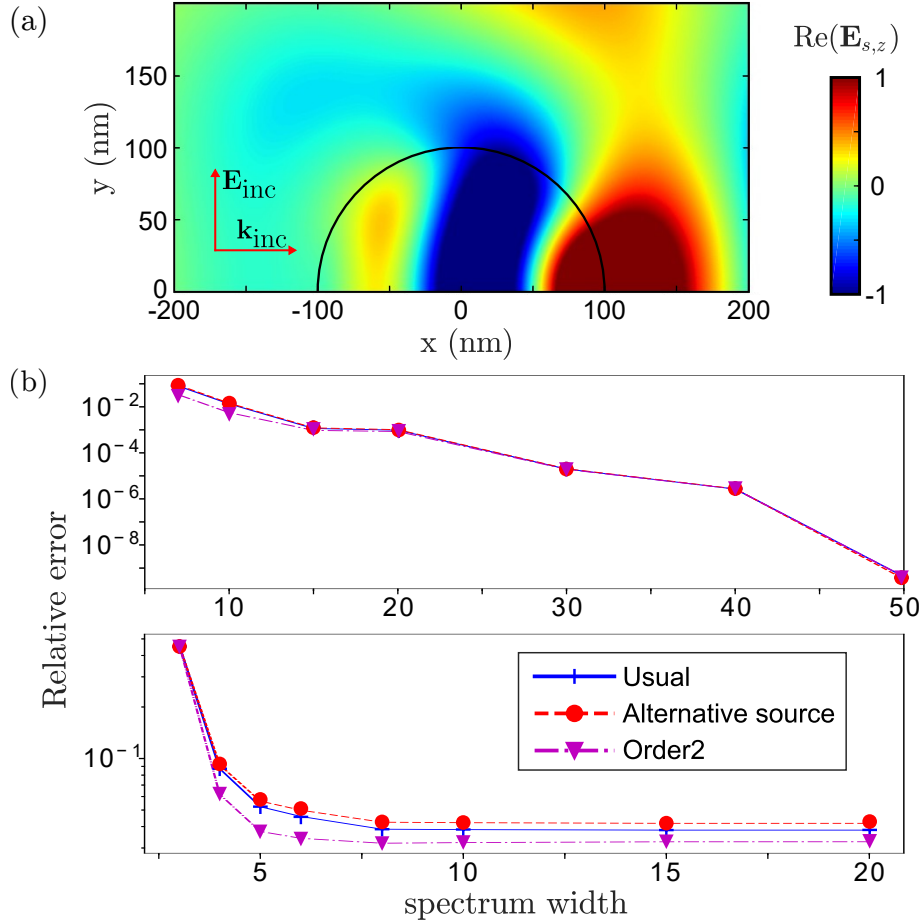 (a)
Re(E_{s,z})
y (nm)
150
100
50
0
E_inc
k_inc
-200
-100
0
100
200
x (nm)
1
0
-1
(b)
Relative error
10^{-2}
10^{-4}
10^{-6}
10^{-8}
10
20
30
40
50
10^{-1}
Usual
Alternative source
Order2
5
10
15
20
spectrum width